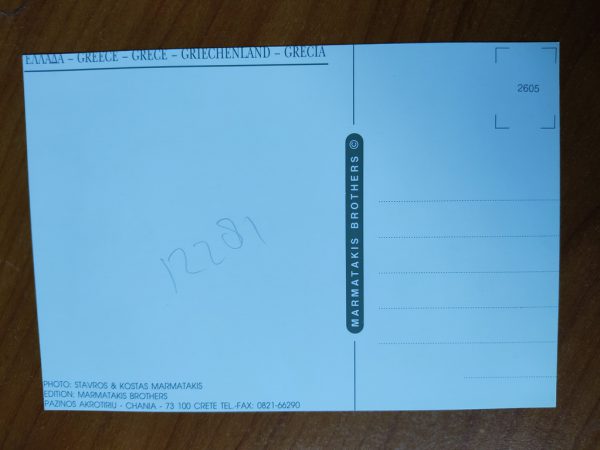 ΕΛΛΑΔΑ – GREECE – GRECE – GRIECHENLAND – GRECIA
2605
MARMATAKIS BROTHERS ©
12281
PHOTO: STAVROS & KOSTAS MARMATAKIS
EDITION: MARMATAKIS BROTHERS
PAZINOS AKROTIRIU - CHANIA - 73 100 CRETE TEL.-FAX: 0821-66290